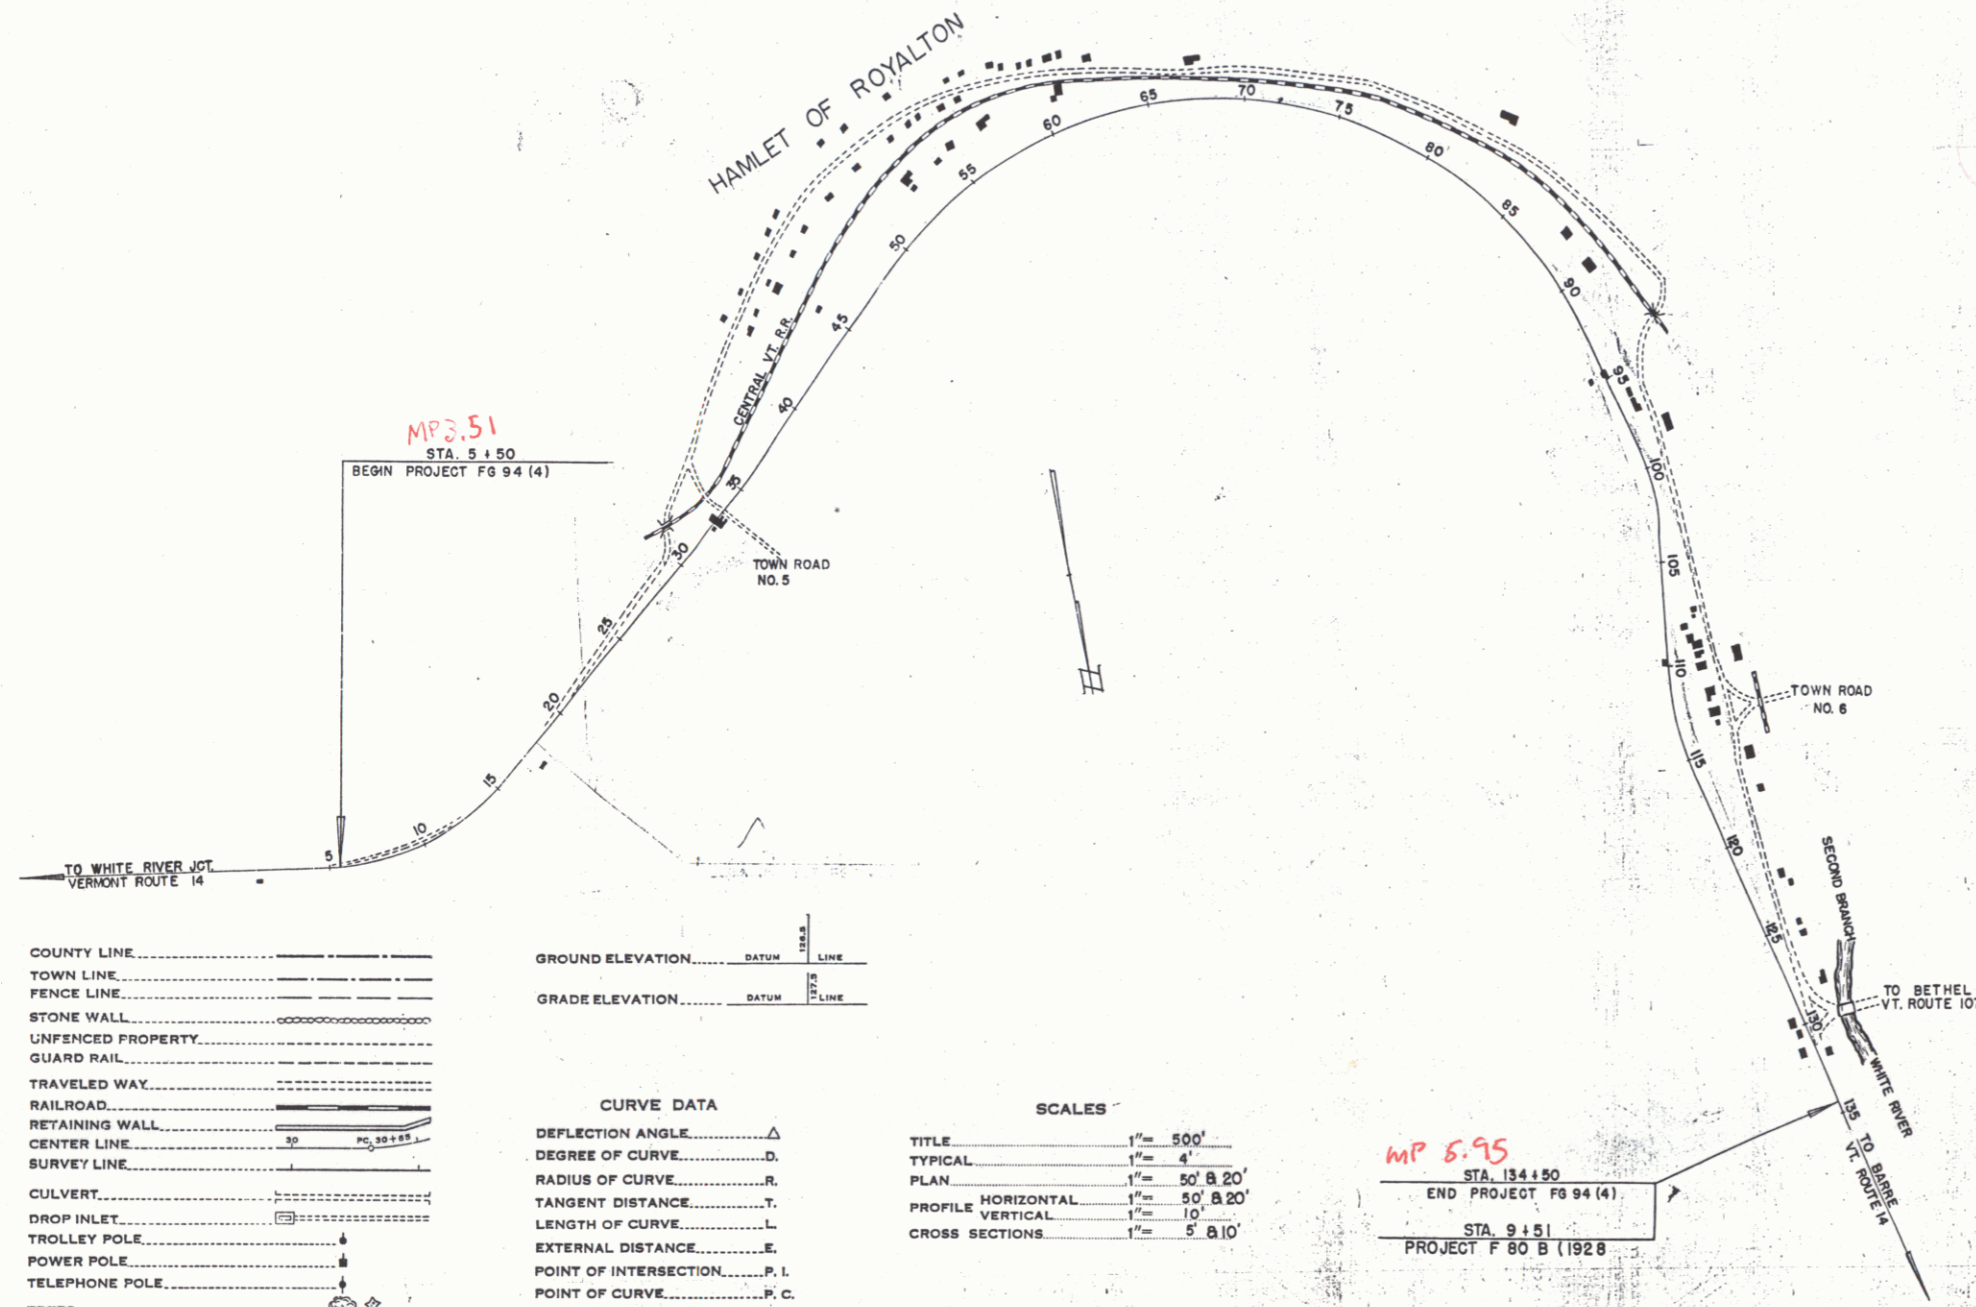 HAMLET OF ROYALTON
MP3.51
STA. 5 + 50
BEGIN PROJECT FG 94 (4)
CENTRAL VT. R.R.
TOWN ROAD
NO. 5
5
10
15
20
25
30
35
40
45
50
55
60
65
70
75
80
85
90
95
100
105
110
115
120
125
130
135
TO WHITE RIVER JCT.
VERMONT ROUTE 14
TOWN ROAD
NO. 6
SECOND BRANCH
WHITE RIVER
TO BETHEL
VT. ROUTE 107
TO BARRE
VT. ROUTE 14
COUNTY LINE
TOWN LINE
FENCE LINE
STONE WALL
UNFENCED PROPERTY
GUARD RAIL
TRAVELED WAY
RAILROAD
RETAINING WALL
CENTER LINE 30 PC. 30+65
SURVEY LINE
CULVERT
DROP INLET
TROLLEY POLE
POWER POLE
TELEPHONE POLE
GROUND ELEVATION DATUM 126.5 LINE
GRADE ELEVATION DATUM 127.5 LINE
CURVE DATA
DEFLECTION ANGLE △
DEGREE OF CURVE D.
RADIUS OF CURVE R.
TANGENT DISTANCE T.
LENGTH OF CURVE L.
EXTERNAL DISTANCE E.
POINT OF INTERSECTION P. I.
POINT OF CURVE P. C.
SCALES
TITLE 1" = 500'
TYPICAL 1" = 4'
PLAN 1" = 50' & 20'
PROFILE HORIZONTAL 1" = 50' & 20'
VERTICAL 1" = 10'
CROSS SECTIONS 1" = 5' & 10'
MP 5.95
STA. 134+50
END PROJECT FG 94 (4)
STA. 9+51
PROJECT F 80 B (1928